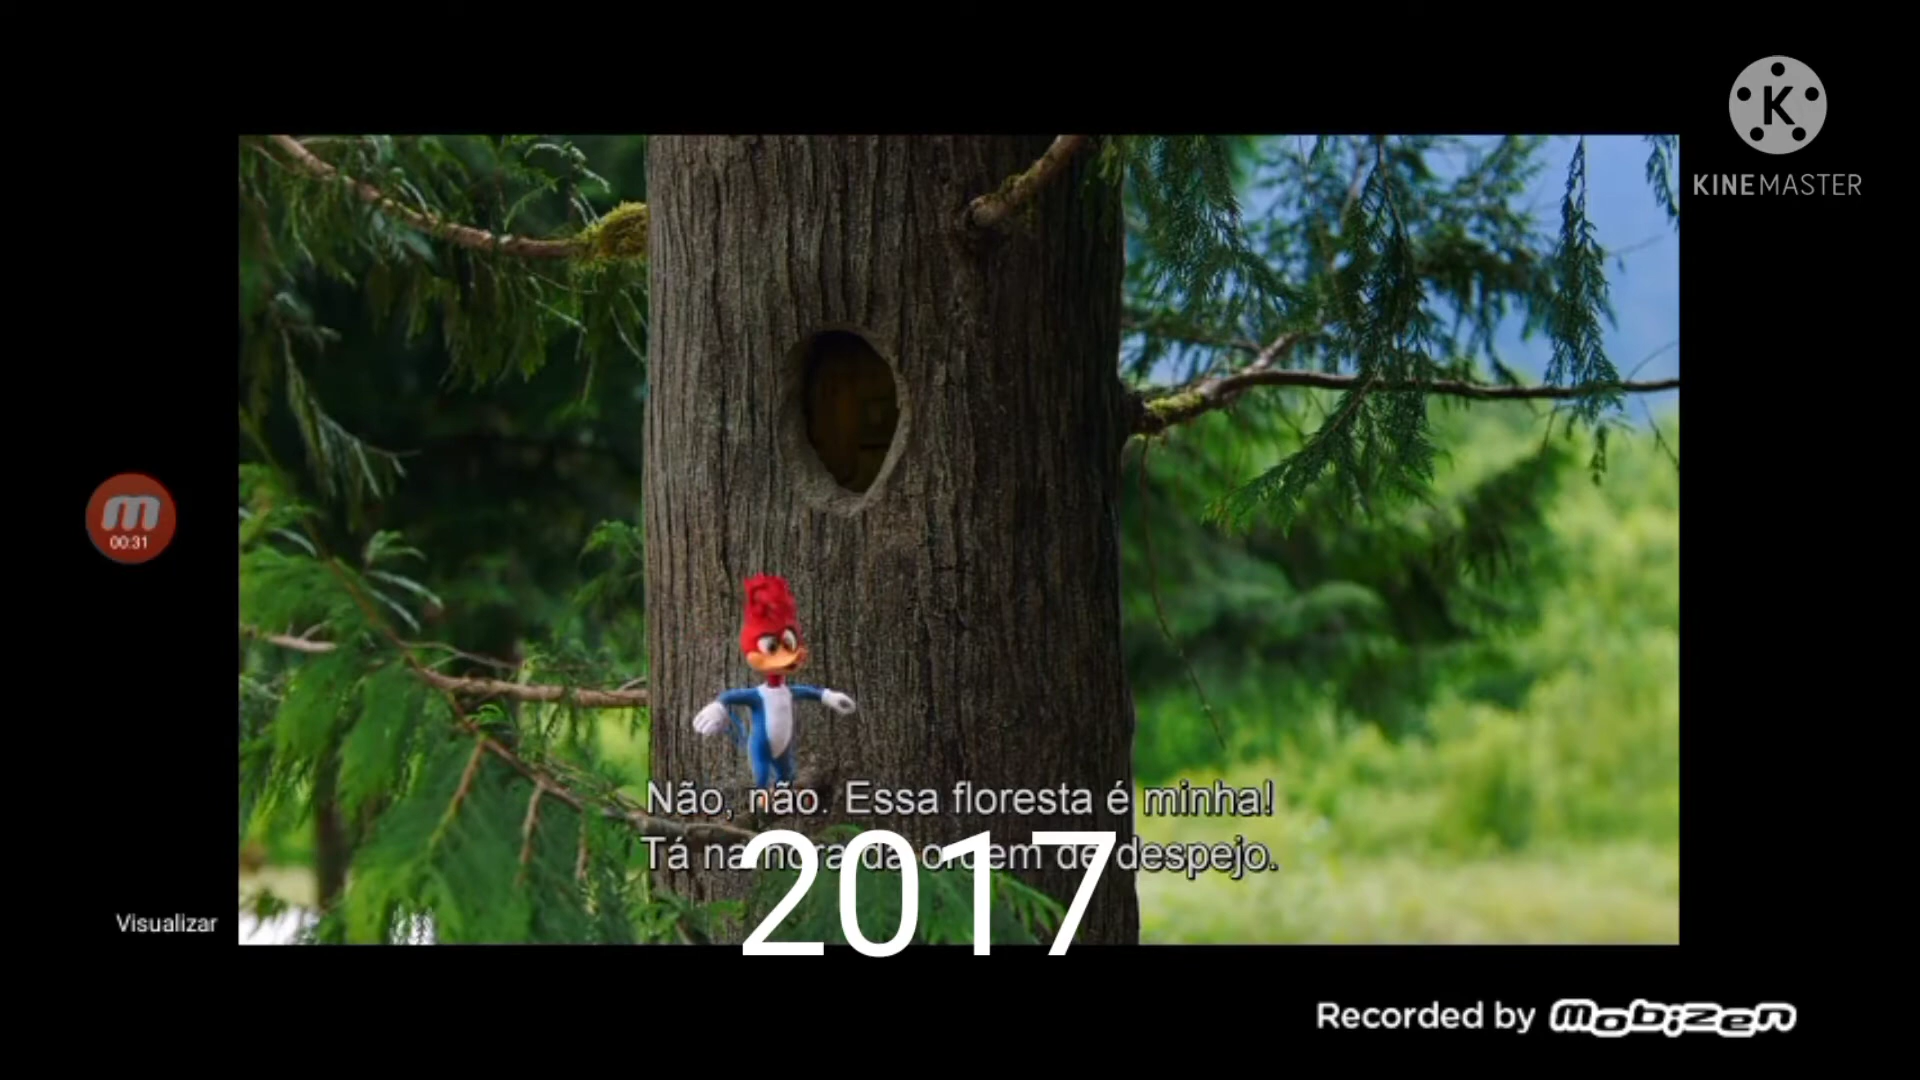 K
KINEMASTER
00:31
Não, não. Essa floresta é minha!
Tá na hora da ordem de despejo.
2017
Visualizar
Recorded by mobizen